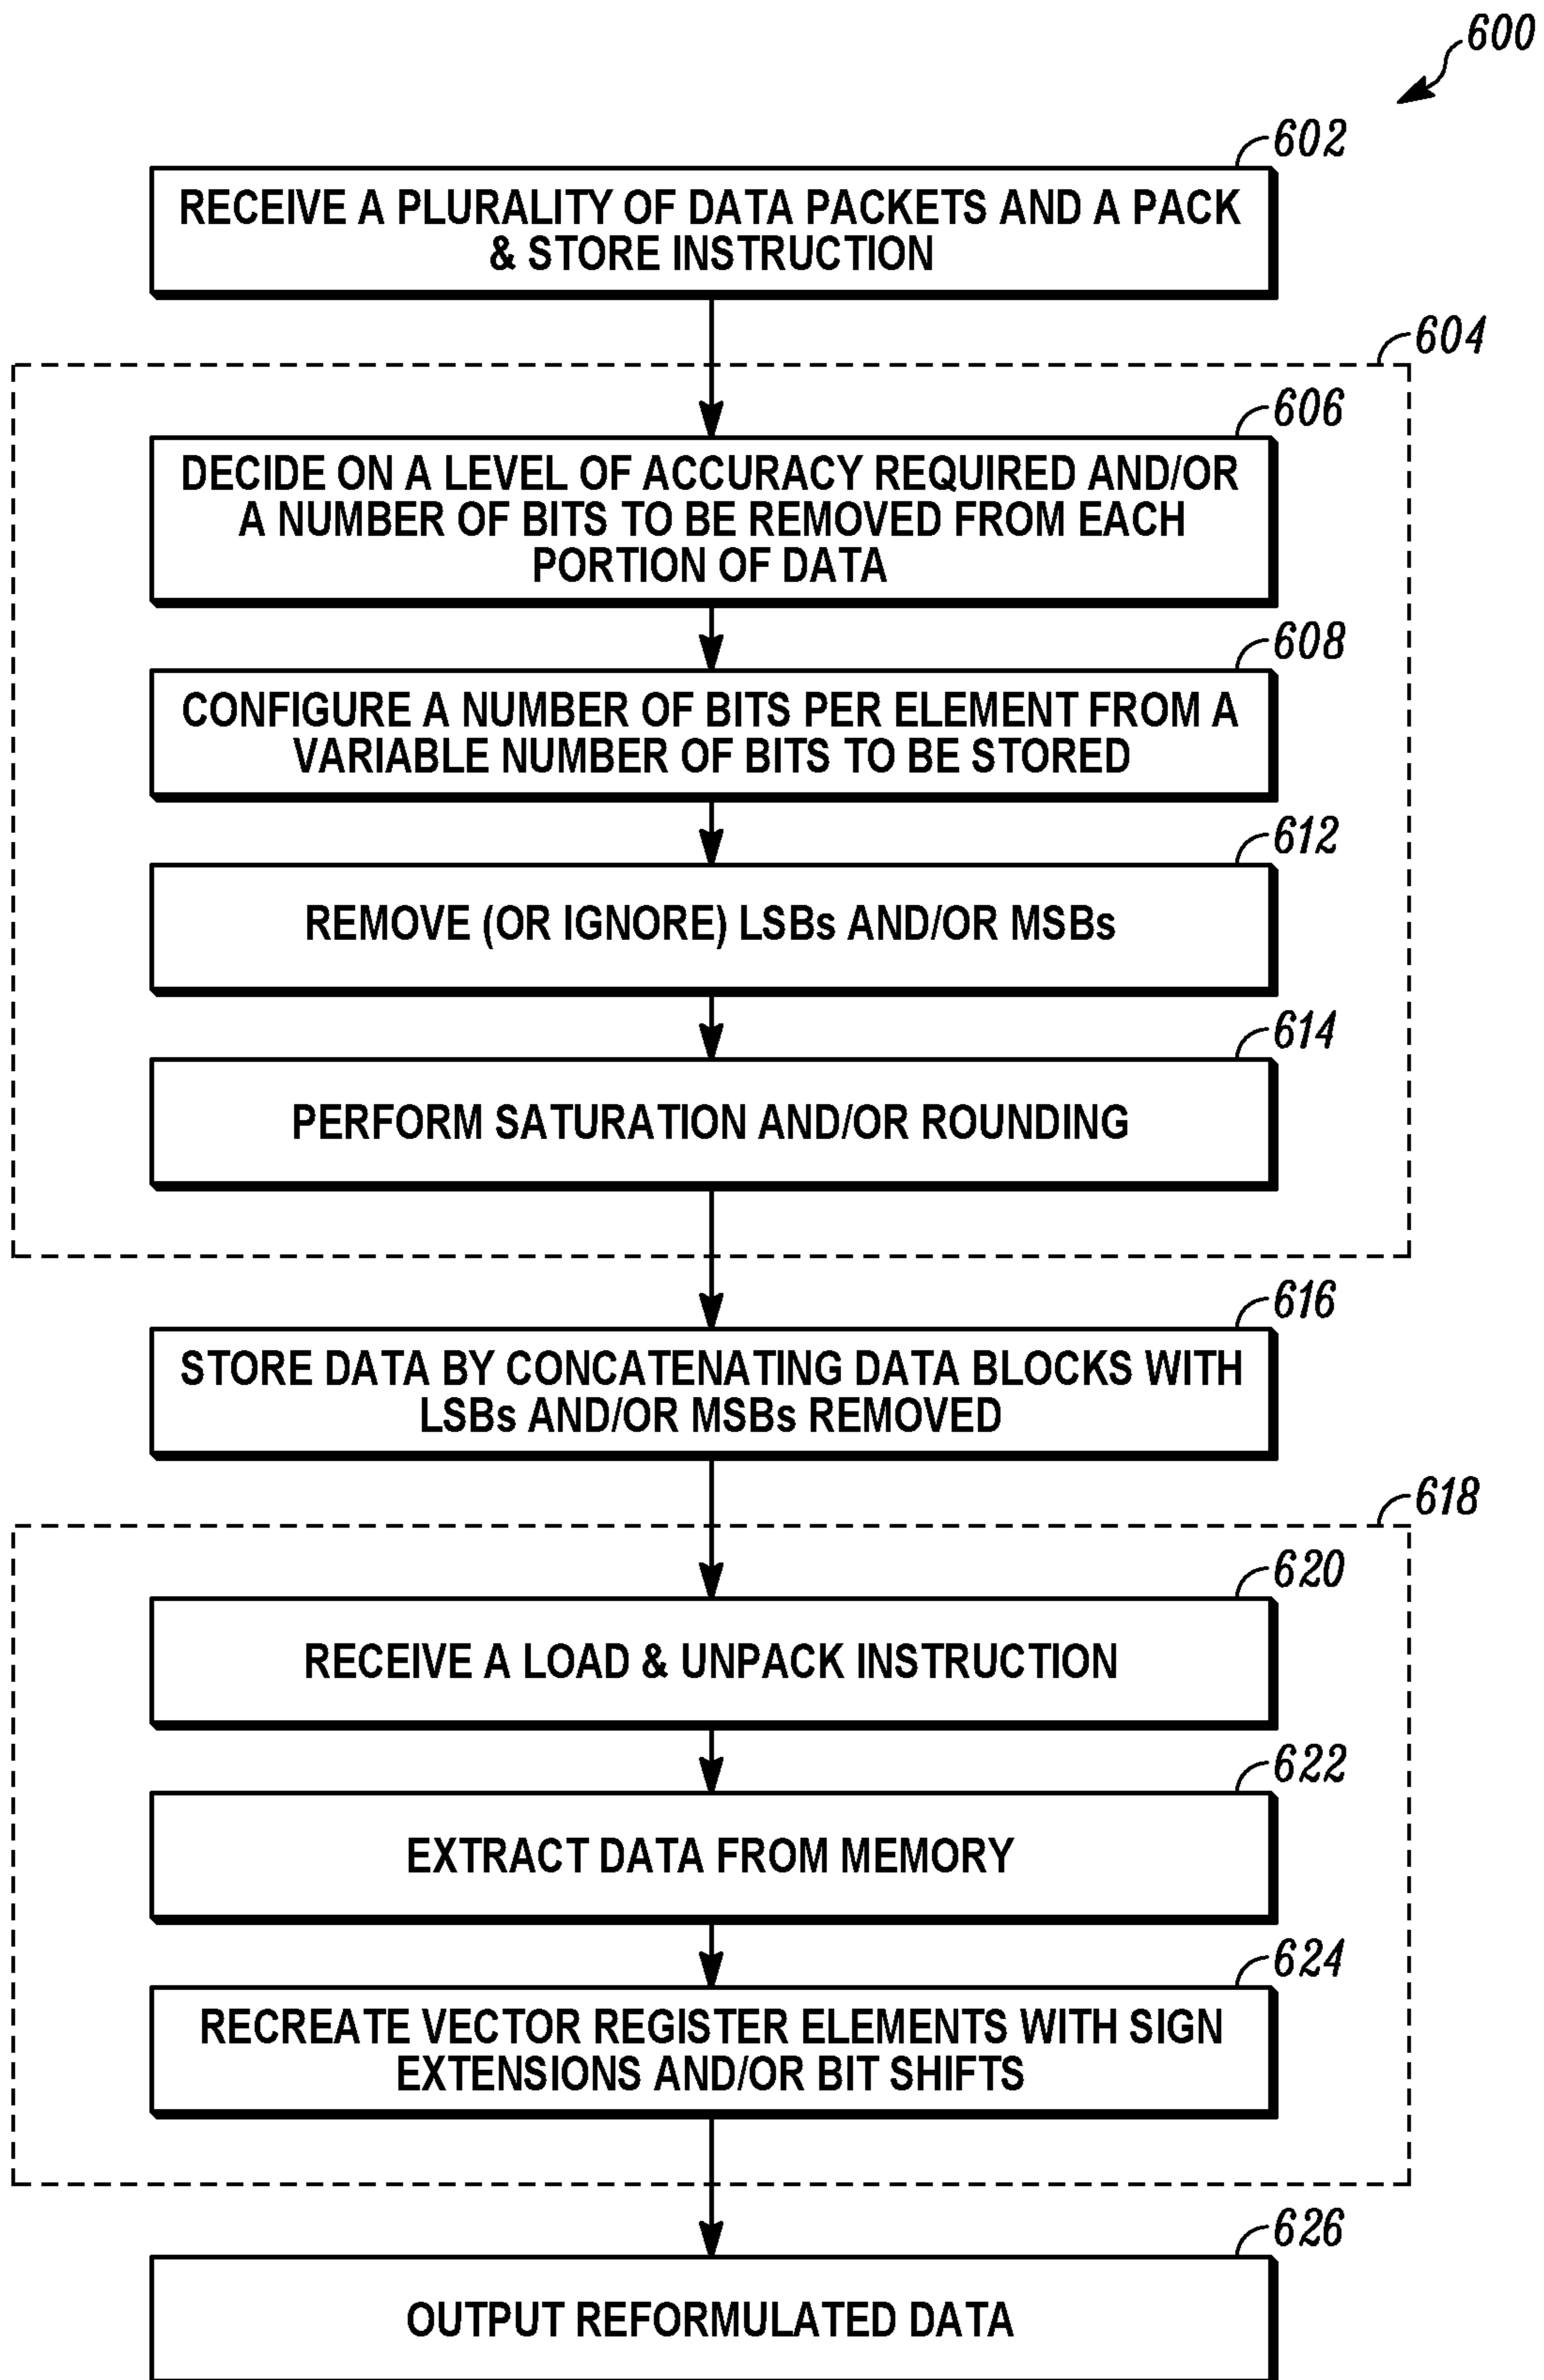 600
602
RECEIVE A PLURALITY OF DATA PACKETS AND A PACK
& STORE INSTRUCTION
604
606
DECIDE ON A LEVEL OF ACCURACY REQUIRED AND/OR
A NUMBER OF BITS TO BE REMOVED FROM EACH
PORTION OF DATA
608
CONFIGURE A NUMBER OF BITS PER ELEMENT FROM A
VARIABLE NUMBER OF BITS TO BE STORED
612
REMOVE (OR IGNORE) LSBs AND/OR MSBs
614
PERFORM SATURATION AND/OR ROUNDING
616
STORE DATA BY CONCATENATING DATA BLOCKS WITH
LSBs AND/OR MSBs REMOVED
618
620
RECEIVE A LOAD & UNPACK INSTRUCTION
622
EXTRACT DATA FROM MEMORY
624
RECREATE VECTOR REGISTER ELEMENTS WITH SIGN
EXTENSIONS AND/OR BIT SHIFTS
626
OUTPUT REFORMULATED DATA